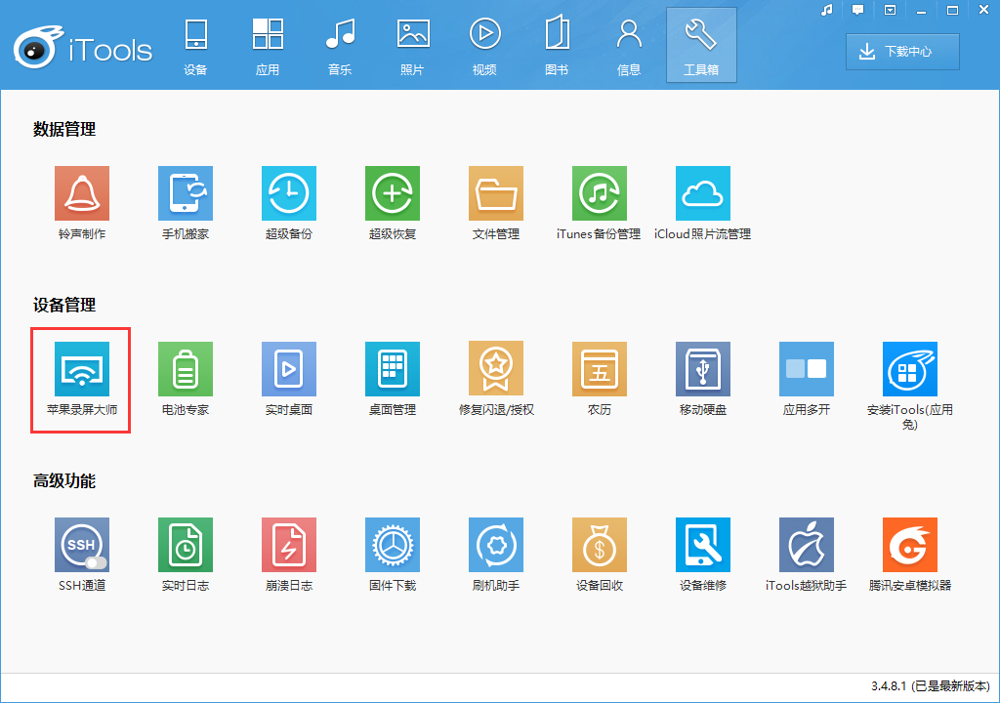 iTools
设备
应用
音乐
照片
视频
图书
信息
工具箱
下载中心
数据管理
铃声制作
手机搬家
超级备份
超级恢复
文件管理
iTunes备份管理
iCloud照片流管理
设备管理
苹果录屏大师
电池专家
实时桌面
桌面管理
修复闪退/授权
五
农历
移动硬盘
应用多开
安装iTools(应用
兔)
高级功能
SSH
SSH通道
实时日志
崩溃日志
固件下载
刷机助手
$
设备回收
设备维修
iTools越狱助手
腾讯安卓模拟器
3.4.8.1 (已是最新版本)